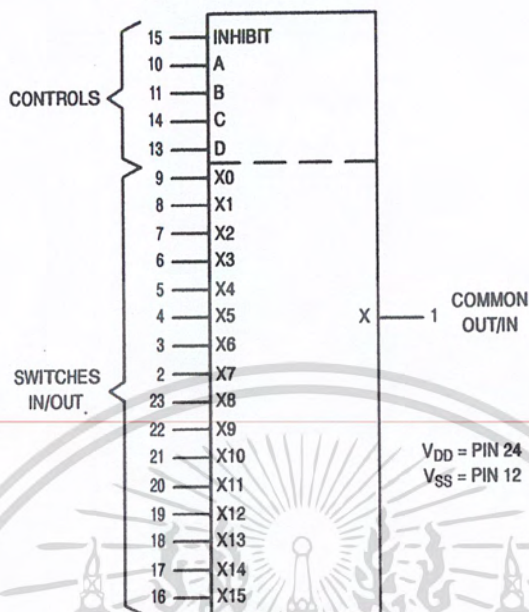 15 INHIBIT
10 A
CONTROLS
11 B
14 C
13 D
9 X0
8 X1
7 X2
6 X3
5 X4
4 X5
X 1 COMMON OUT/IN
3 X6
SWITCHES IN/OUT
2 X7
23 X8
22 X9
21 X10
20 X11
19 X12
18 X13
17 X14
16 X15
VDD = PIN 24
VSS = PIN 12